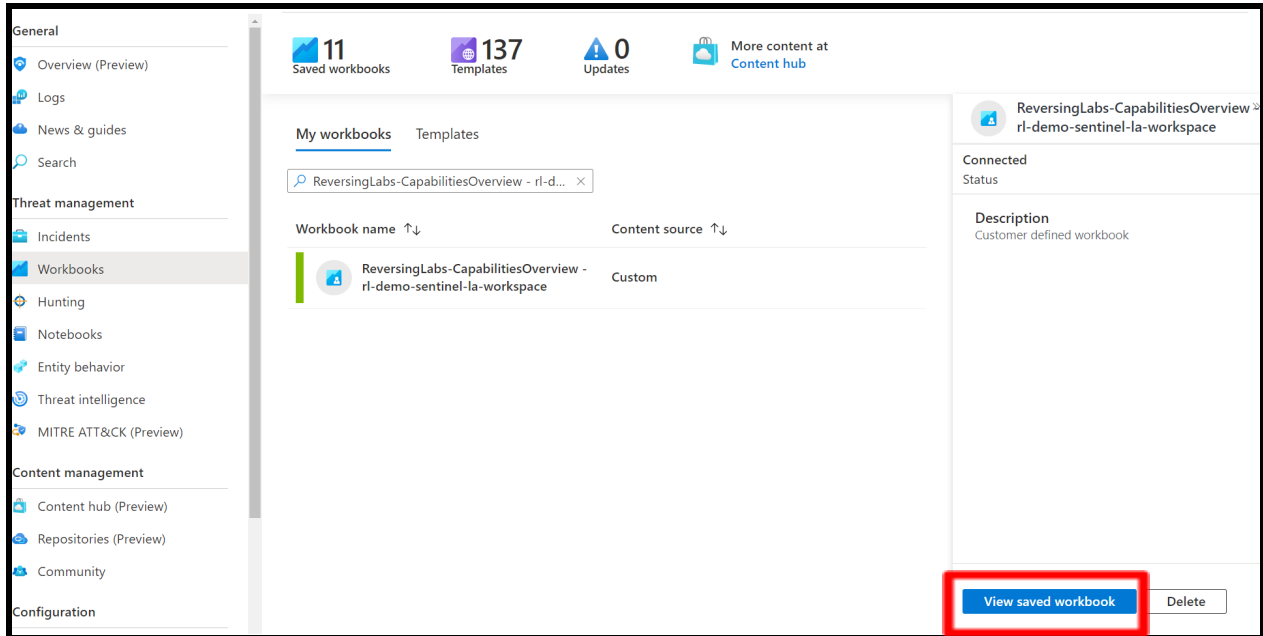 General
Overview (Preview)
Logs
News & guides
Search
Threat management
Incidents
Workbooks
Hunting
Notebooks
Entity behavior
Threat intelligence
MITRE ATT&CK (Preview)
Content management
Content hub (Preview)
Repositories (Preview)
Community
Configuration
11
Saved workbooks
137
Templates
0
Updates
More content at
Content hub
My workbooks Templates
ReversingLabs-CapabilitiesOverview - rl-d...
Workbook name Content source
ReversingLabs-CapabilitiesOverview -
rl-demo-sentinel-la-workspace
Custom
ReversingLabs-CapabilitiesOverview
rl-demo-sentinel-la-workspace
Connected
Status
Description
Customer defined workbook
View saved workbook Delete